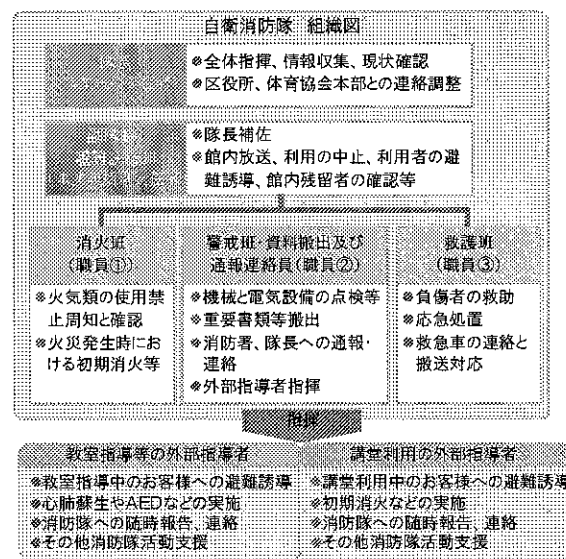 自衛消防隊 組織図
※全体指揮、情報収集、現状確認
※区役所、体育協会本部との連絡調整
※隊長補佐
※館内放送、利用の中止、利用者の避
難誘導、館内残留者の確認等
消火班
(職員①)
※火気類の使用禁
止周知と確認
※火災発生時にお
ける初期消火等
警戒班・資料搬出及び
通報連絡員(職員②)
※機械と電気設備の点検等
※重要書類等搬出
※消防署、隊長への通報・
連絡
※外部指導者指揮
救護班
(職員③)
※負傷者の救助
※応急処置
※救急車の連絡と
搬送対応
指揮
教室指導等の外部指導者
※教室指導中のお客様への避難誘導
※心肺蘇生やAEDなどの実施
※消防隊への随時報告、連絡
※その他消防隊活動支援
講堂利用の外部指導者
※講堂利用中のお客様への避難誘導
※初期消火などの実施
※消防隊への随時報告、連絡
※その他消防隊活動支援